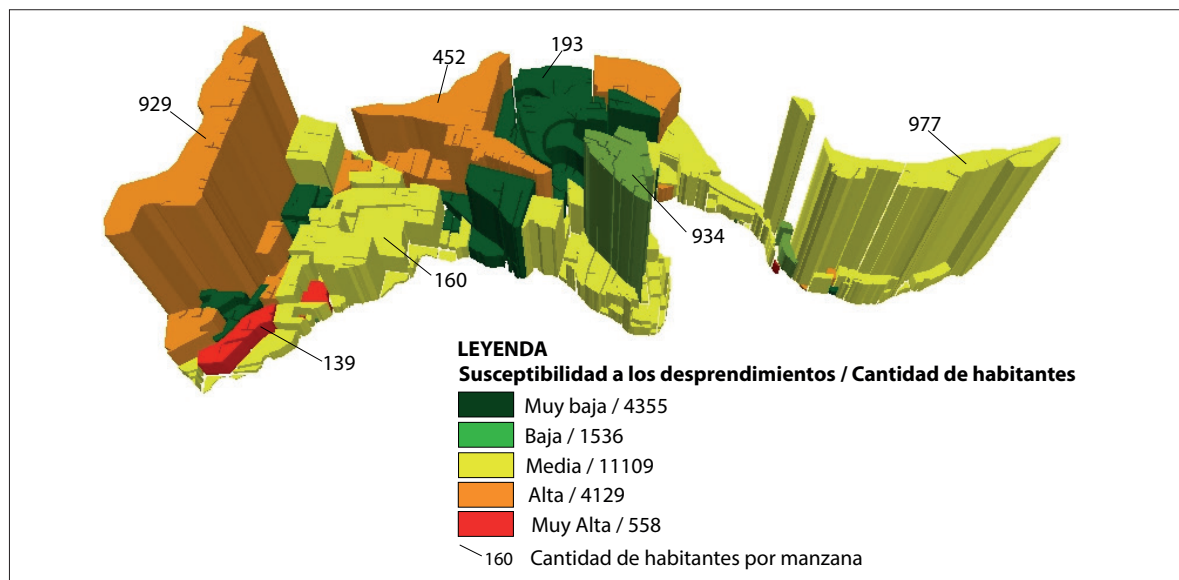 193
452
929
977
934
160
139
LEYENDA
Susceptibilidad a los desprendimientos / Cantidad de habitantes
Muy baja / 4355
Baja / 1536
Media / 11109
Alta / 4129
Muy Alta / 558
160 Cantidad de habitantes por manzana